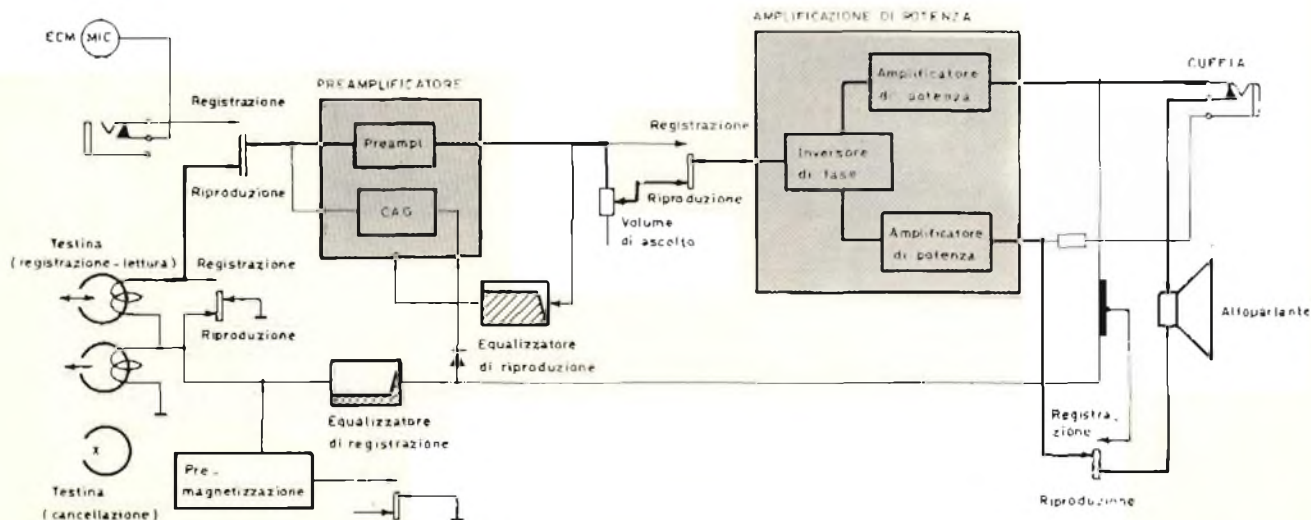 AMPLIFICAZIONE DI POTENZA
ECM
MIC
CUFFIA
PREAMPLIFICATORE
Amplificatore
di potenza
Registrazione
Registrazione
Preampl
Inversore
di fase
Riproduzione
Riproduzione
CAG
Volume
di ascolto
Amplificatore
di potenza
Testina
(registrazione-lettura)
Registrazione
Riproduzione
Altoparlante
Equalizzatore
di riproduzione
Equalizzatore
di registrazione
Registra_
zione
x
Testina
(cancellazione)
Pre_
magnetizzazione
Riproduzione